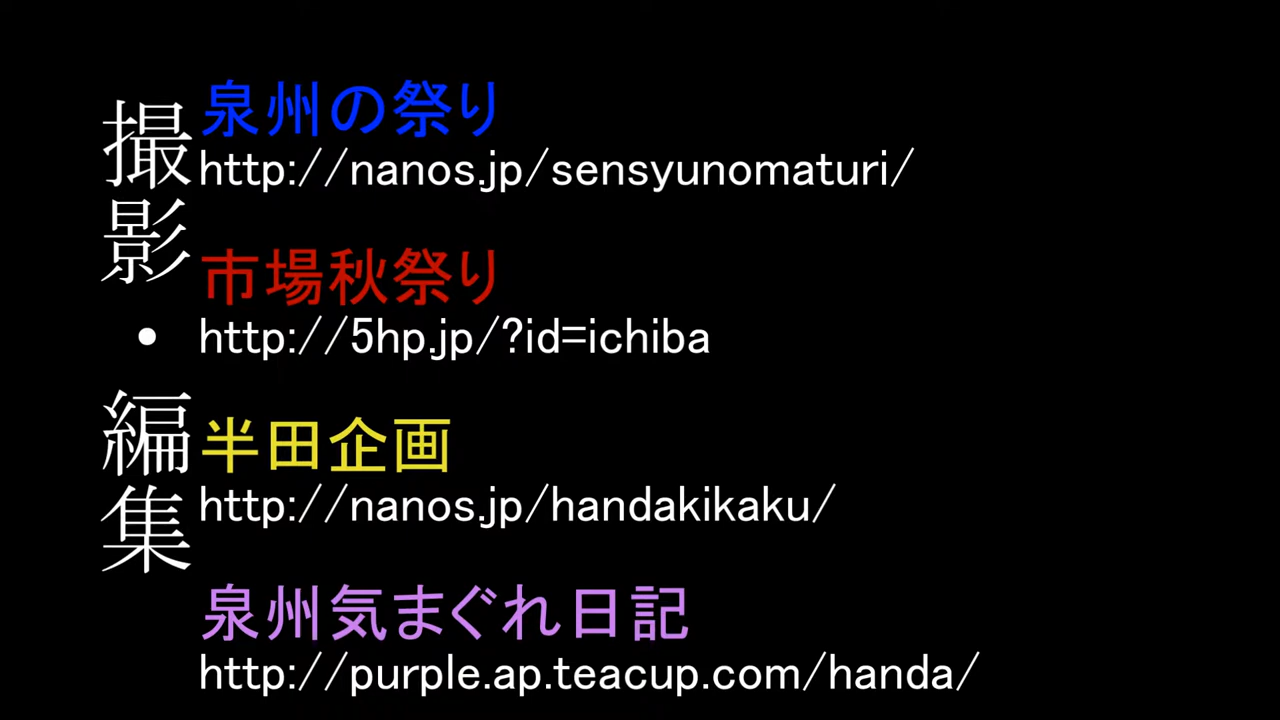 撮影・編集
泉州の祭り
http://nanos.jp/sensyunomaturi/
市場秋祭り
http://5hp.jp/?id=ichiba
半田企画
http://nanos.jp/handakikaku/
泉州気まぐれ日記
http://purple.ap.teacup.com/handa/